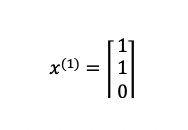 x⁽¹⁾ = [1
1
0]